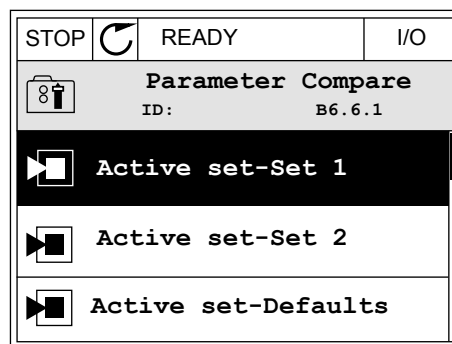 STOP READY I/O
Parameter Compare
ID: B6.6.1
Active set-Set 1
Active set-Set 2
Active set-Defaults